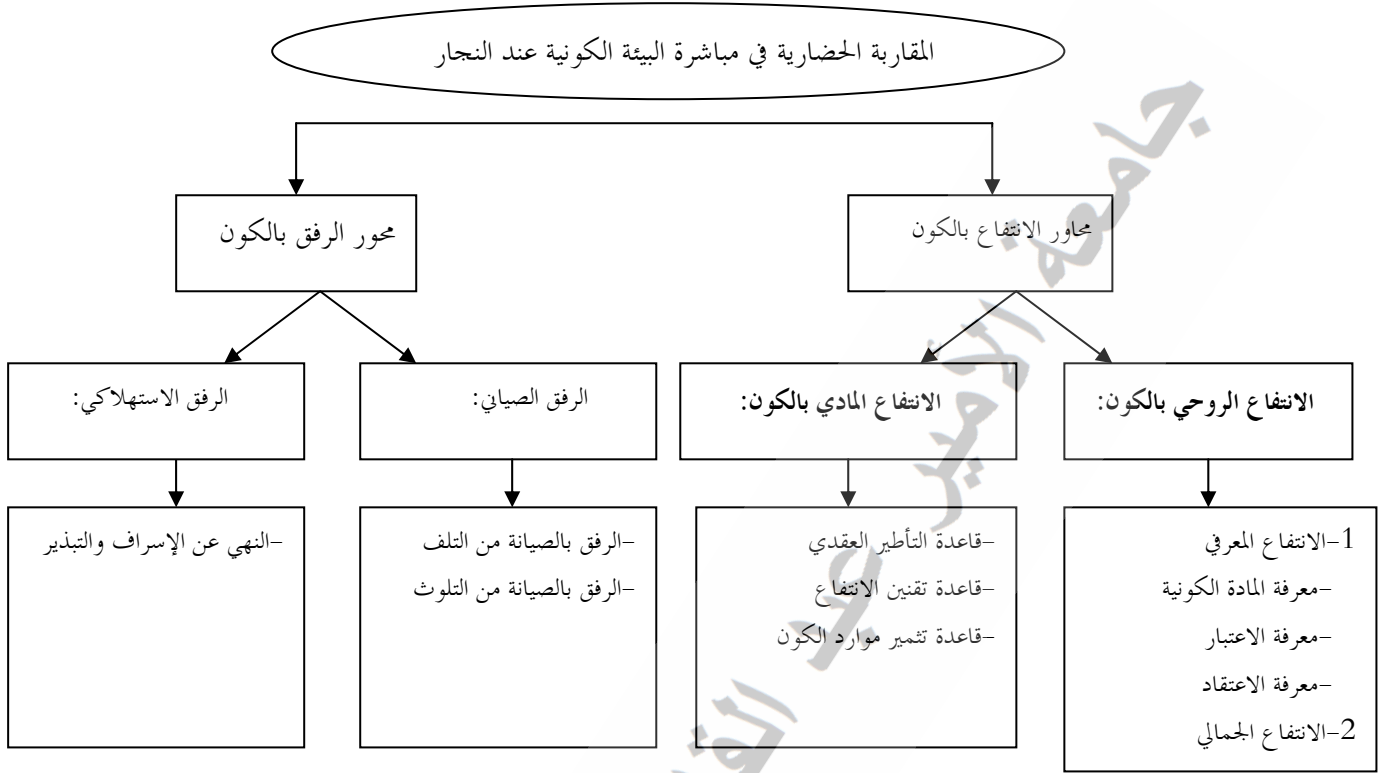 المقاربة الحضارية في مباشرة البيئة الكونية عند النجار
محاور الانتفاع بالكون
محور الرفق بالكون
الانتفاع الروحي بالكون:
الانتفاع المادي بالكون:
الرفق الصياني:
الرفق الاستهلاكي:
1-الانتفاع المعرفي
-معرفة المادة الكونية
-معرفة الاعتبار
-معرفة الاعتقاد
2-الانتفاع الجمالي
-قاعدة التأطير العقدي
-قاعدة تقنين الانتفاع
-قاعدة تثمير موارد الكون
-الرفق بالصيانة من التلف
-الرفق بالصيانة من التلوث
-النهي عن الإسراف والتبذير
جامعة الأمير عبد